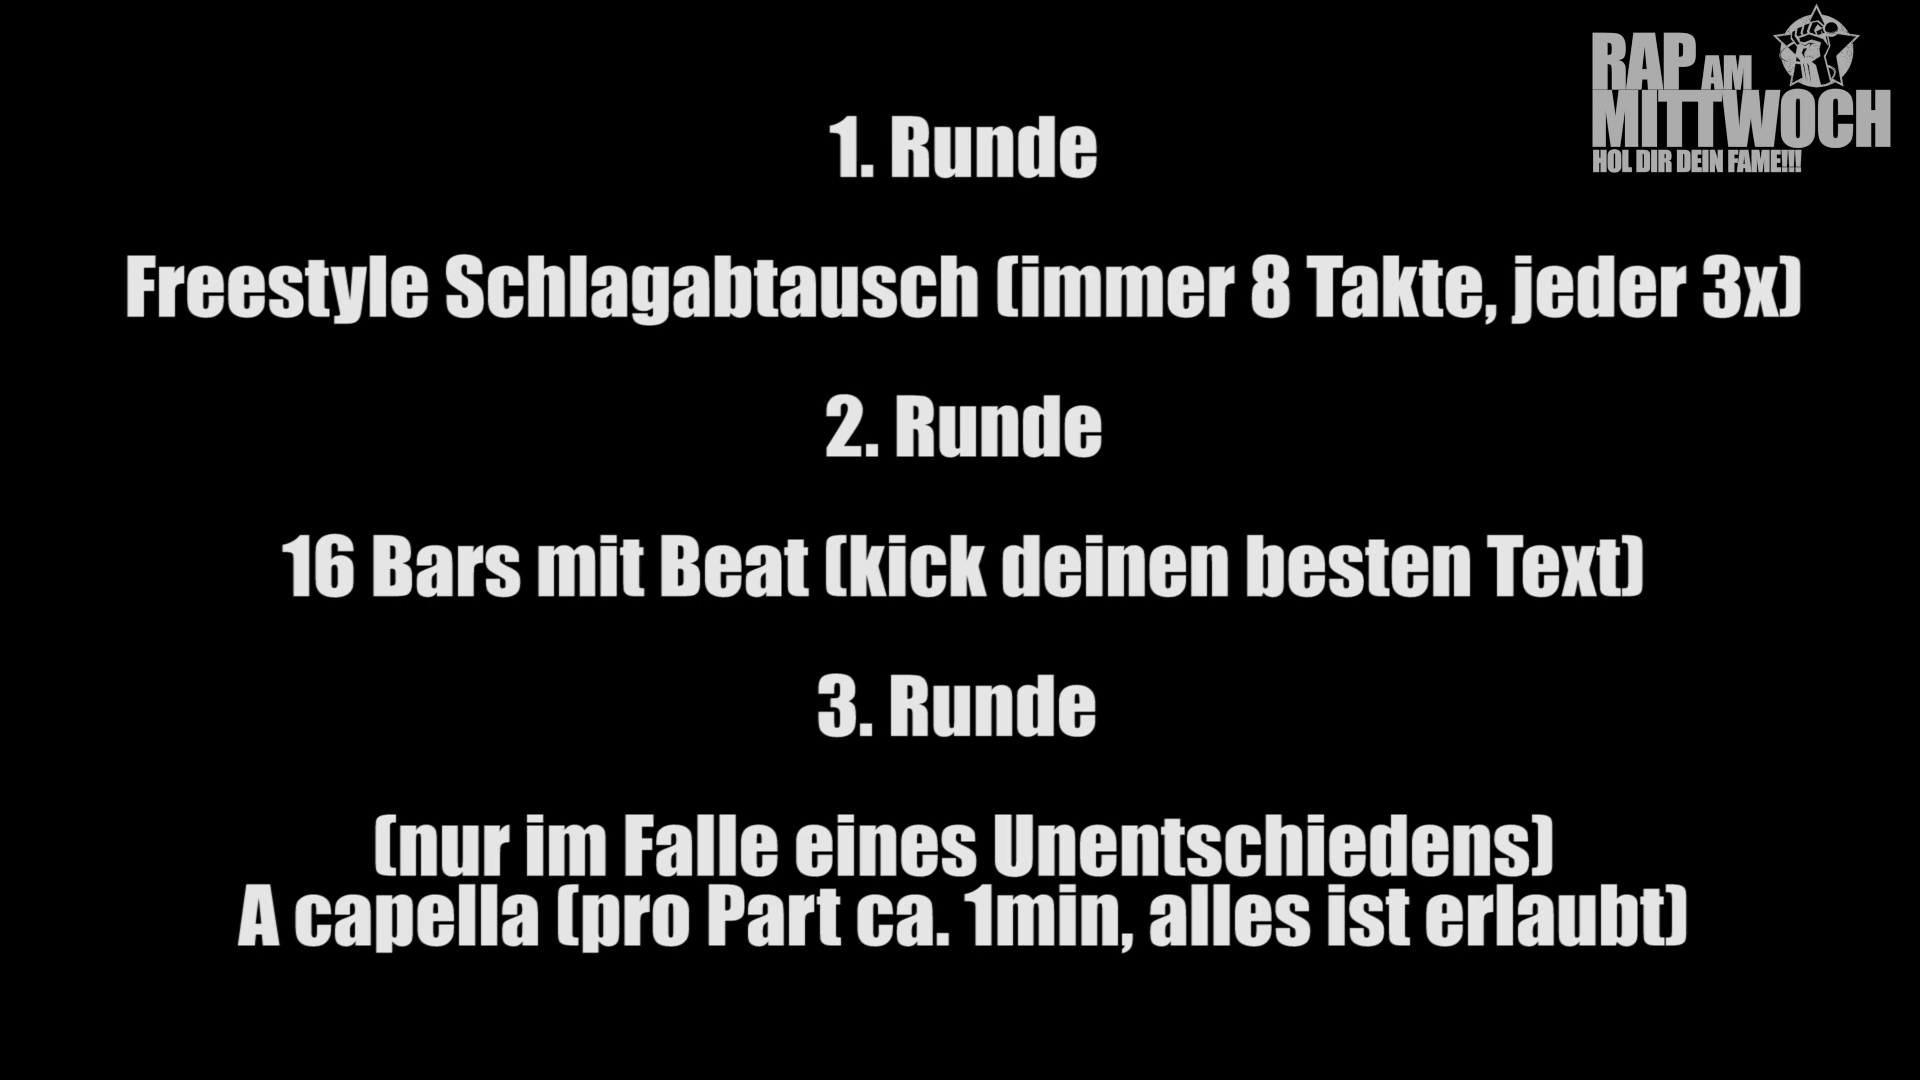 RAP AM
MITTWOCH
HOL DIR DEIN FAME!!!
1. Runde
Freestyle Schlagabtausch (immer 8 Takte, jeder 3x)
2. Runde
16 Bars mit Beat (kick deinen besten Text)
3. Runde
(nur im Falle eines Unentschiedens)
A capella (pro Part ca. 1min, alles ist erlaubt)